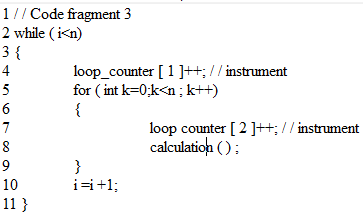 1 // Code fragment 3
2 while ( i<n)
3 {
4 loop_counter [ 1 ]++; // instrument
5 for ( int k=0;k<n ; k++)
6 {
7 loop counter [ 2 ]++; // instrument
8 calculation ( ) ;
9 }
10 i =i +1;
11 }